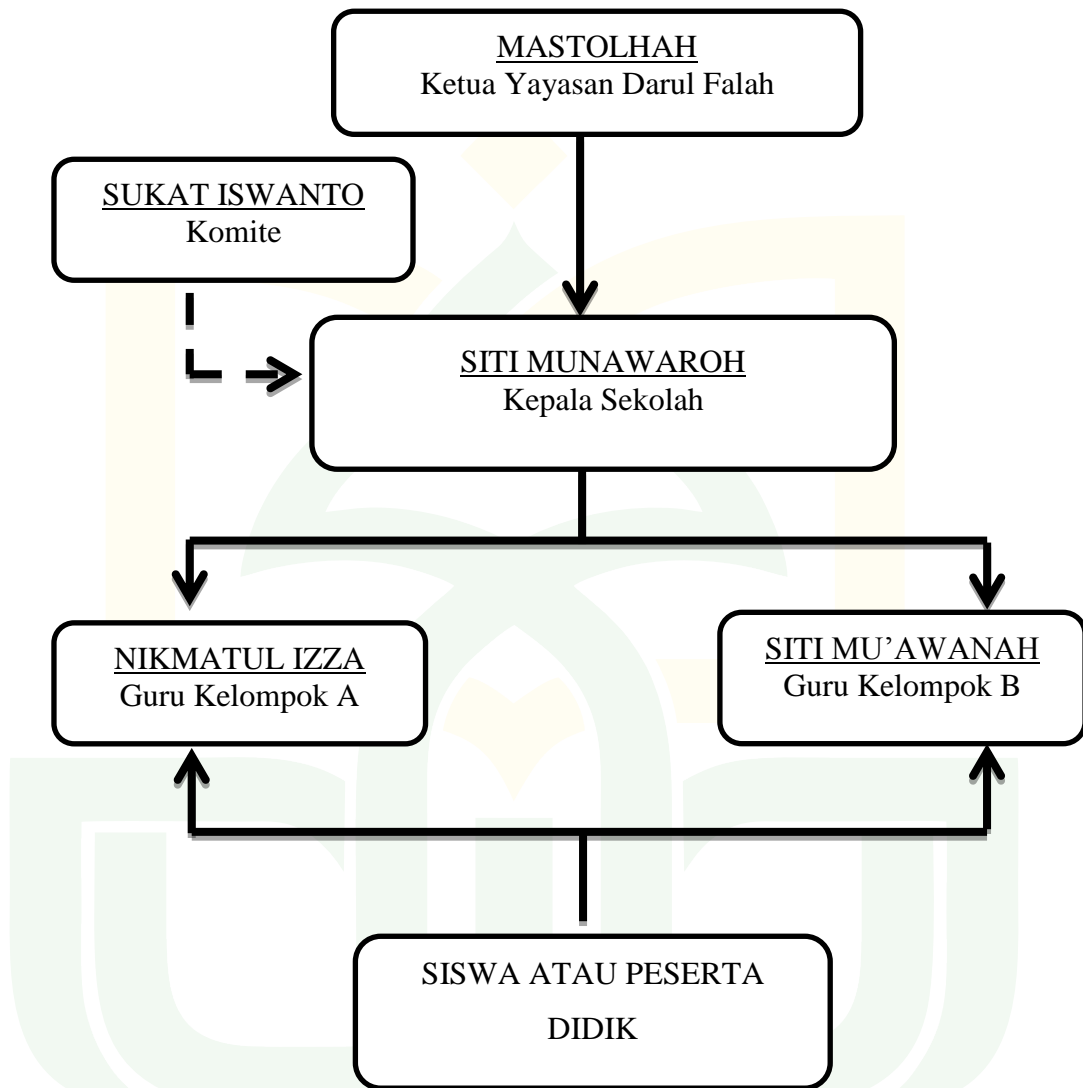 MASTOLHAH
Ketua Yayasan Darul Falah
SUKAT ISWANTO
Komite
SITI MUNAWAROH
Kepala Sekolah
NIKMATUL IZZA
Guru Kelompok A
SITI MU’AWANAH
Guru Kelompok B
SISWA ATAU PESERTA
DIDIK